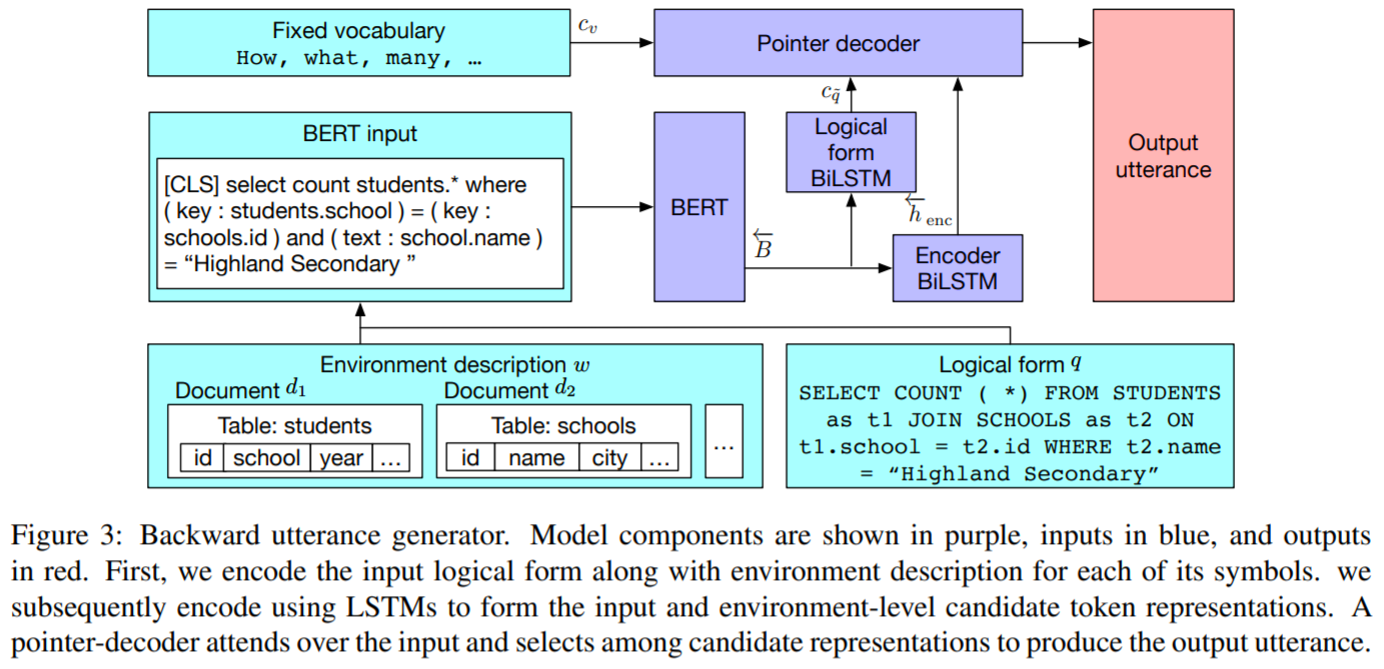 Fixed vocabulary
How, what, many, …
c_v
Pointer decoder
c_q̃
BERT input
[CLS] select count students.* where
( key : students.school ) = ( key :
schools.id ) and ( text : school.name )
= “Highland Secondary ”
BERT
B⃖
Logical
form
BiLSTM
h⃖ enc
Encoder
BiLSTM
Output
utterance
Environment description w
Document d₁
Table: students
id school year …
Document d₂
Table: schools
id name city …
…
Logical form q
SELECT COUNT ( *) FROM STUDENTS
as t1 JOIN SCHOOLS as t2 ON
t1.school = t2.id WHERE t2.name
= “Highland Secondary”
Figure 3: Backward utterance generator. Model components are shown in purple, inputs in blue, and outputs
in red. First, we encode the input logical form along with environment description for each of its symbols. we
subsequently encode using LSTMs to form the input and environment-level candidate token representations. A
pointer-decoder attends over the input and selects among candidate representations to produce the output utterance.